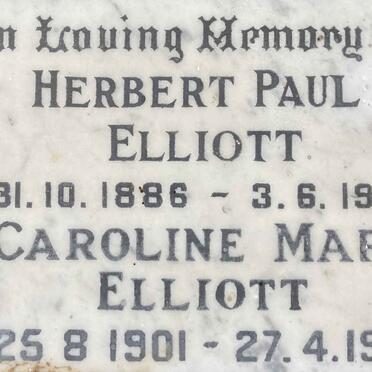 n Loving Memory
HERBERT PAUL
ELLIOTT
31. 10. 1886 - 3. 6. 19
CAROLINE MAR
ELLIOTT
25 8 1901 - 27. 4. 19